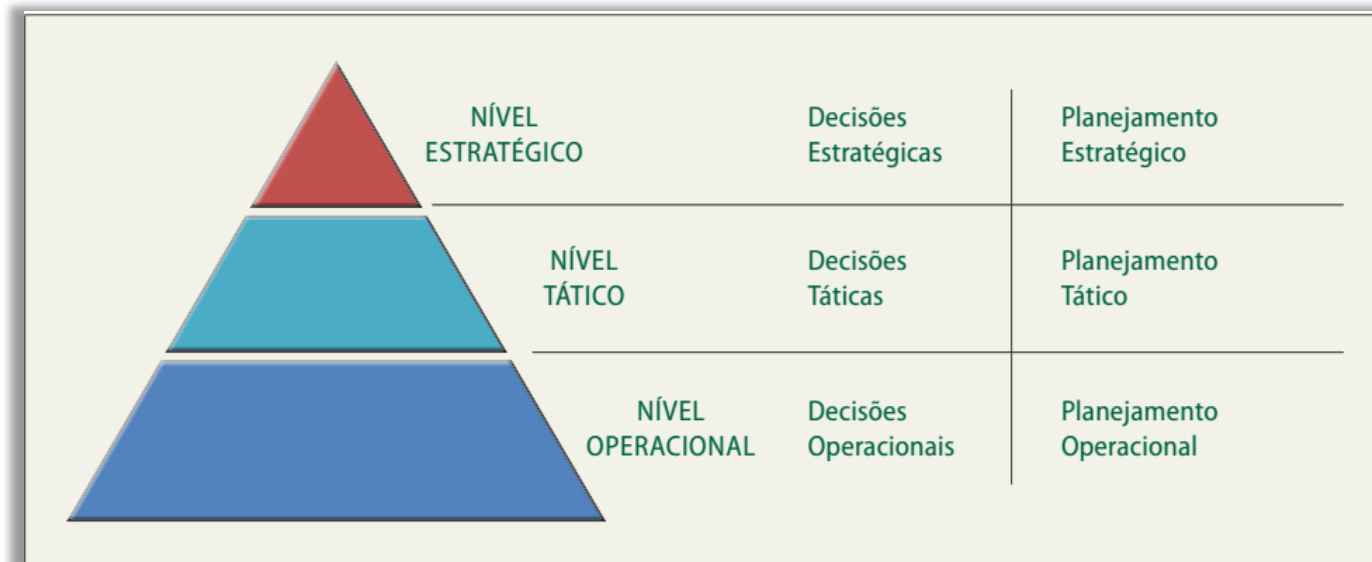 NÍVEL
ESTRATÉGICO
Decisões
Estratégicas
Planejamento
Estratégico
NÍVEL
TÁTICO
Decisões
Táticas
Planejamento
Tático
NÍVEL
OPERACIONAL
Decisões
Operacionais
Planejamento
Operacional